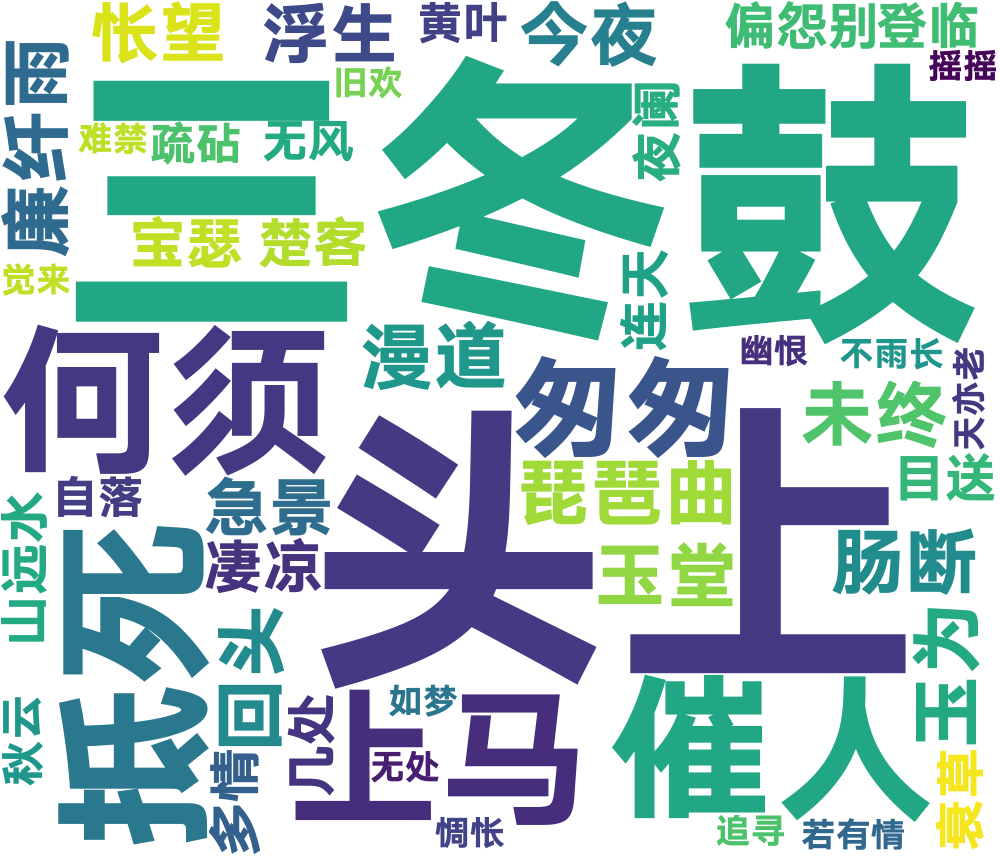 怅望
浮生
黄叶
今夜
偏怨别
登临
摇摇
廉纤雨
三
冬
鼓
旧欢
难禁
疏砧
无风
夜阑
宝瑟
楚客
觉来
连天
何须
漫道
匆匆
幽恨
不雨长
天亦老
未终
目送
琵琶曲
自落
急景
头
上
山远水
凄凉
玉堂
肠断
抵死
回头
玉为
秋云
多情
几处
如梦
上马
无处
催人
衰草
惆怅
追寻
若有情